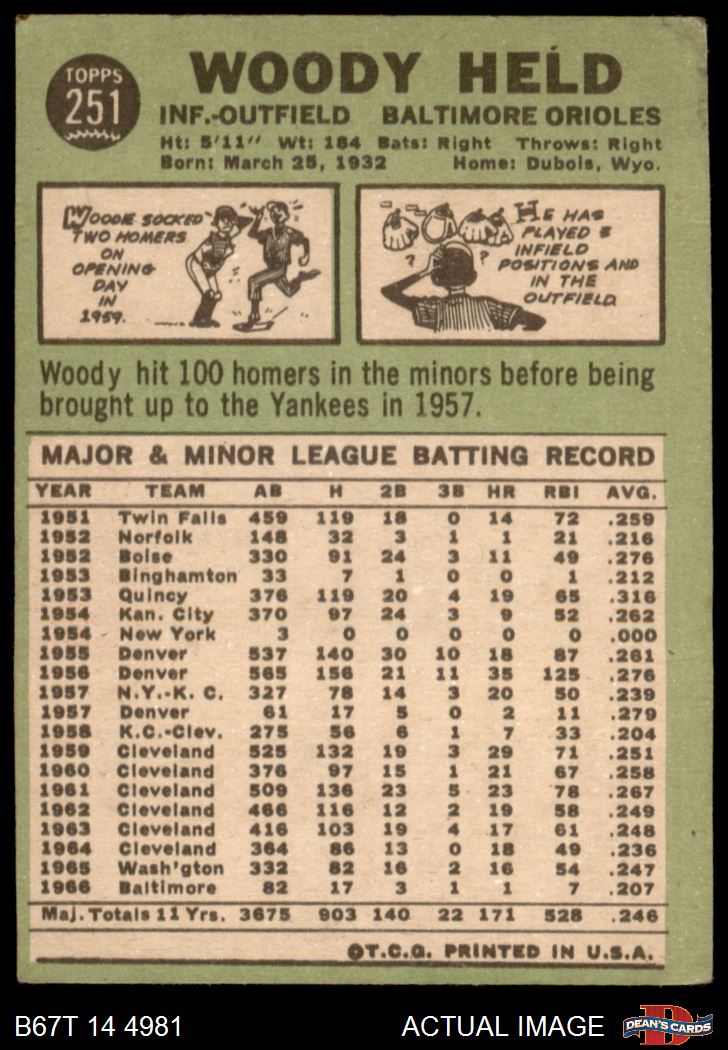 TOPPS
251
WOODY HELD
INF.-OUTFIELD BALTIMORE ORIOLES
Ht: 5'11" Wt: 184 Bats: Right Throws: Right
Born: March 25, 1932 Home: Dubois, Wyo.
WOODIE SOCKED
TWO HOMERS
ON
OPENING
DAY
IN
1959.
HE HAS
PLAYED 3
INFIELD
POSITIONS AND
IN THE
OUTFIELD
? ?
Woody hit 100 homers in the minors before being
brought up to the Yankees in 1957.
MAJOR & MINOR LEAGUE BATTING RECORD
YEAR TEAM AB H 2B 3B HR RBI AVG.
1951 Twin Falls 459 119 18 0 14 72 .259
1952 Norfolk 148 32 3 1 1 21 .216
1952 Boise 330 91 24 3 11 49 .276
1953 Binghamton 33 7 1 0 0 1 .212
1953 Quincy 376 119 20 4 19 65 .316
1954 Kan. City 370 97 24 3 9 52 .262
1954 New York 3 0 0 0 0 0 .000
1955 Denver 537 140 30 10 18 87 .261
1956 Denver 565 156 21 11 35 125 .276
1957 N.Y.-K. C. 327 78 14 3 20 50 .239
1957 Denver 61 17 5 0 2 11 .279
1958 K.C.-Clev. 275 56 6 1 7 33 .204
1959 Cleveland 525 132 19 3 29 71 .251
1960 Cleveland 376 97 15 1 21 67 .258
1961 Cleveland 509 136 23 5 23 78 .267
1962 Cleveland 466 116 12 2 19 58 .249
1963 Cleveland 416 103 19 4 17 61 .248
1964 Cleveland 364 86 13 0 18 49 .236
1965 Wash'gton 332 82 16 2 16 54 .247
1966 Baltimore 82 17 3 1 1 7 .207
Maj. Totals 11 Yrs. 3675 903 140 22 171 528 .246
©T.C.G. PRINTED IN U.S.A.
B67T 14 4981 ACTUAL IMAGE
D
DEAN'S CARDS